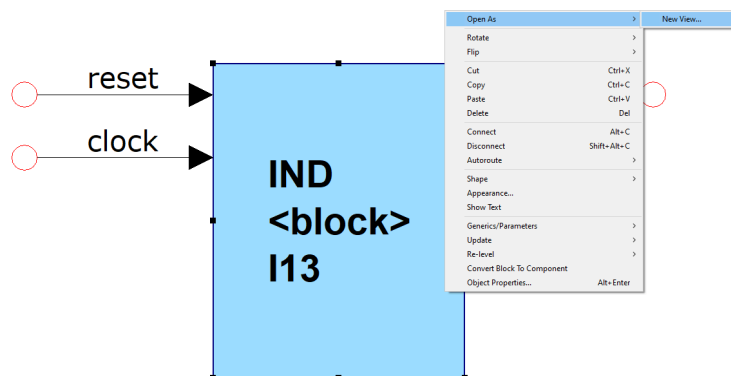 reset
clock
IND
<block>
I13
Open As > New View...
Rotate >
Flip >
Cut Ctrl+X
Copy Ctrl+C
Paste Ctrl+V
Delete Del
Connect Alt+C
Disconnect Shift+Alt+C
Autoroute >
Shape >
Appearance...
Show Text
Generics/Parameters >
Update >
Re-level >
Convert Block To Component
Object Properties... Alt+Enter